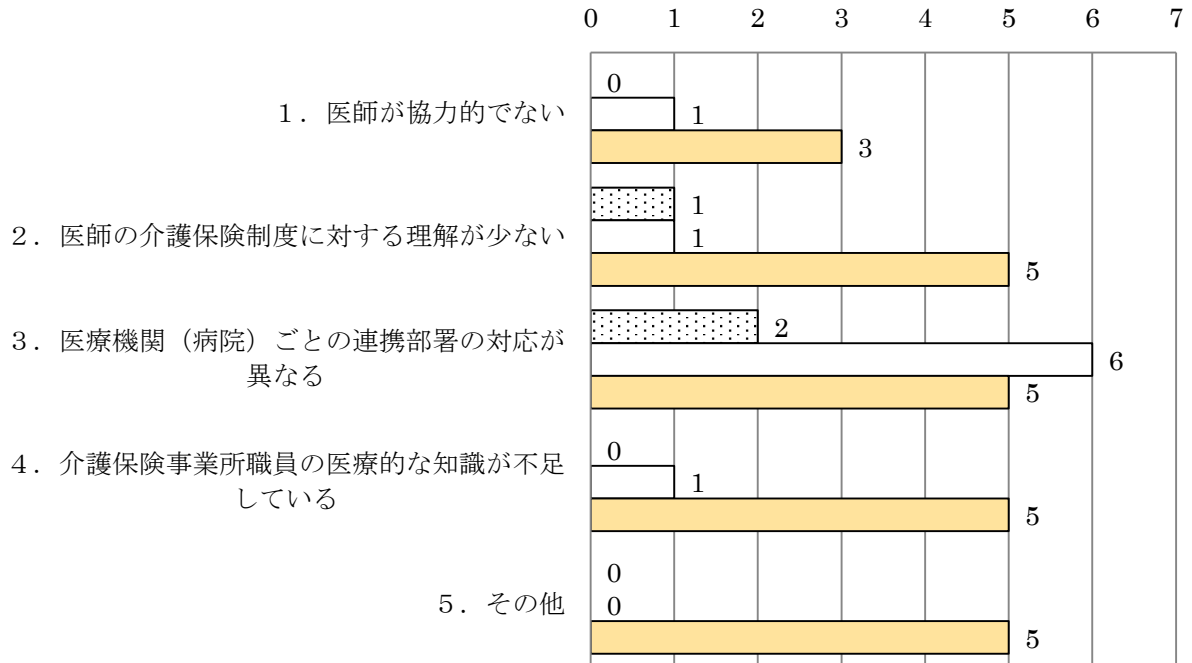 0 1 2 3 4 5 6 7
0
1．医師が協力的でない
1
3
1
2．医師の介護保険制度に対する理解が少ない
1
5
3．医療機関（病院）ごとの連携部署の対応が
異なる
2
6
5
4．介護保険事業所職員の医療的な知識が不足
している
0
1
5
0
5．その他
0
5